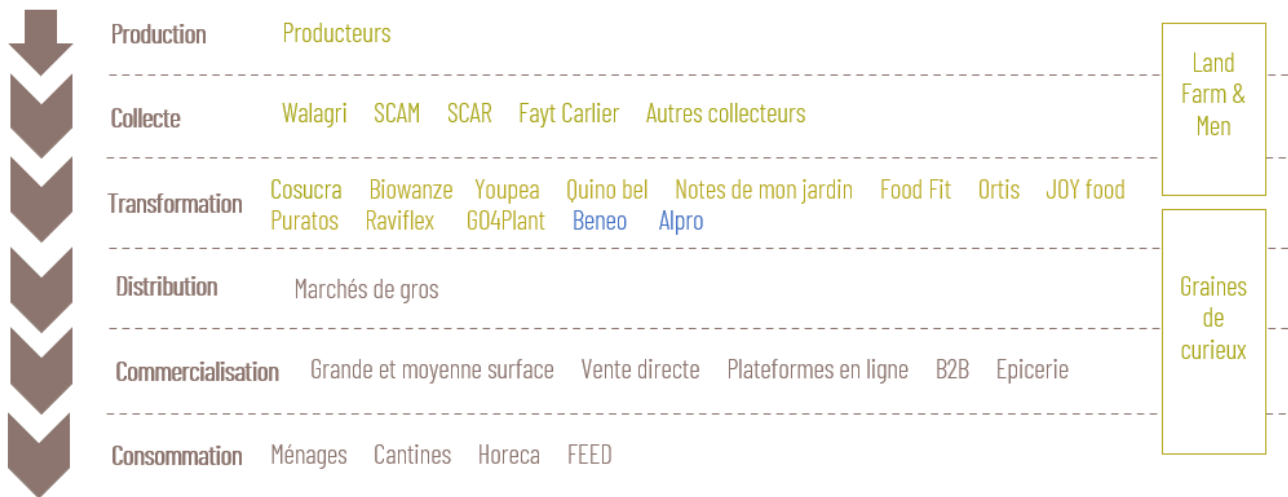 Production Producteurs
Land
Farm &
Men
Collecte Walagri SCAM SCAR Fayt Carlier Autres collecteurs
Transformation Cosucra Biowanze Youpea Quino bel Notes de mon jardin Food Fit Ortis JOY food
Puratos Raviflex GO4Plant Beneo Alpro
Distribution Marchés de gros
Graines
de
curieux
Commercialisation Grande et moyenne surface Vente directe Plateformes en ligne B2B Epicerie
Consommation Ménages Cantines Horeca FEED